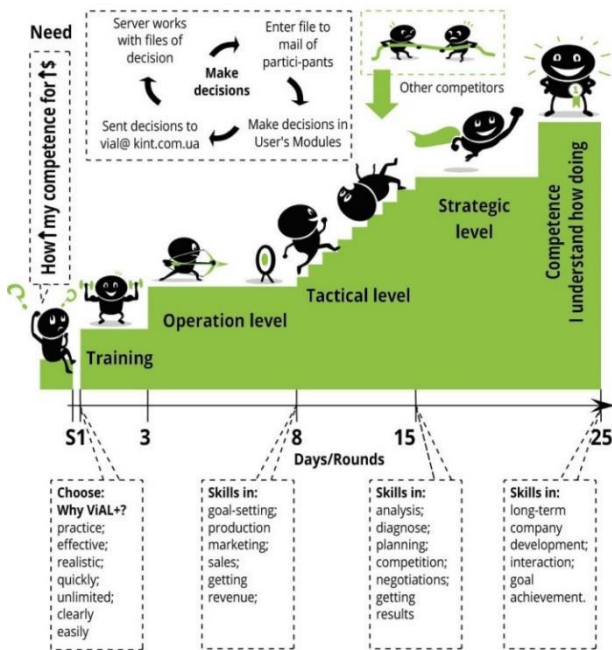 Need
How↑my competence for↑$
Server works
with files of
decision
Make
decisions
Enter file to
mail of
partici-pants
Sent decisions to
vial@ kint.com.ua
Make decisions in
User's Modules
Other competitors
1
Training
Operation level
Tactical level
Strategic
level
Competence
I understand how doing
S1
3
8
15
25
Days/Rounds
Choose:
Why ViAL+?
practice;
effective;
realistic;
quickly;
unlimited;
clearly
easily
Skills in:
goal-setting;
production
marketing;
sales;
getting
revenue;
Skills in:
analysis;
diagnose;
planning;
competition;
negotiations;
getting
results
Skills in:
long-term
company
development;
interaction;
goal
achievement.